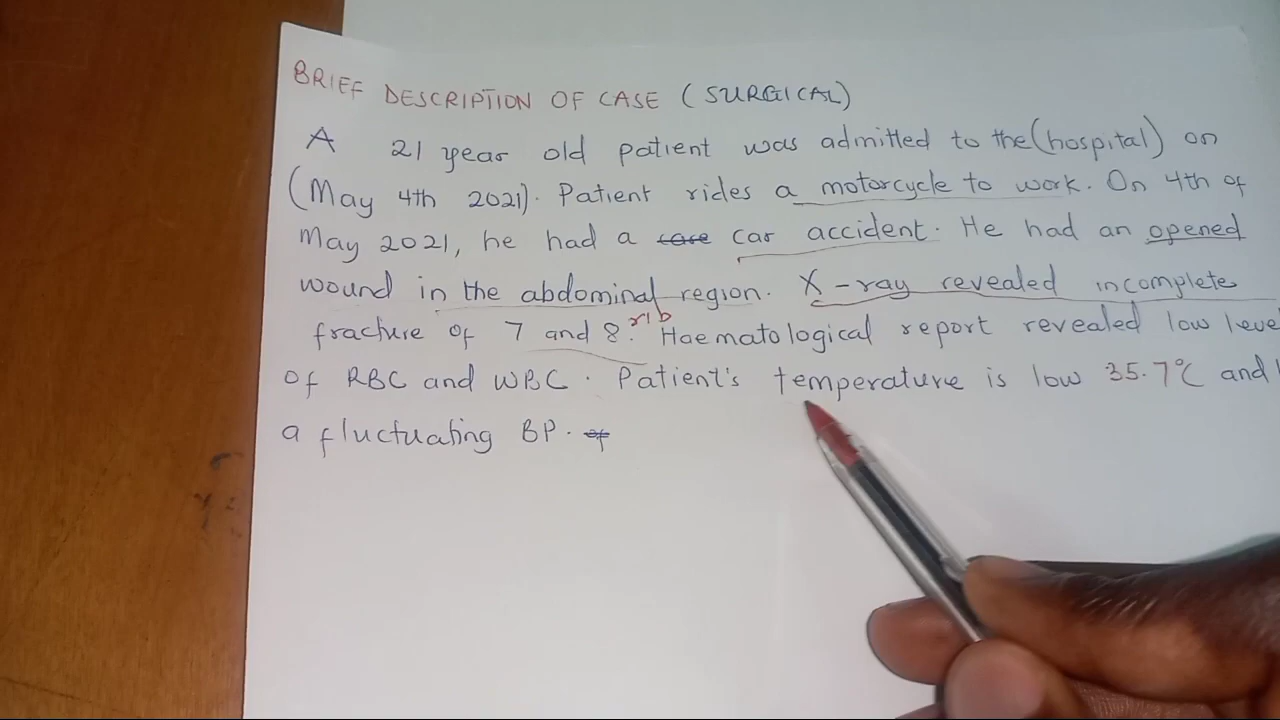 BRIEF DESCRIPTION OF CASE (SURGICAL)
A 21 year old patient was admitted to the (hospital) on
(May 4th 2021). Patient rides a motorcycle to work. On 4th of
May 2021, he had a case car accident. He had an opened
wound in the abdominal region. X-ray revealed incomplete
fracture of 7 and 8 rib. Haematological report revealed low leve
of RBC and WBC. Patient's temperature is low 35.7°C and
a fluctuating BP. of